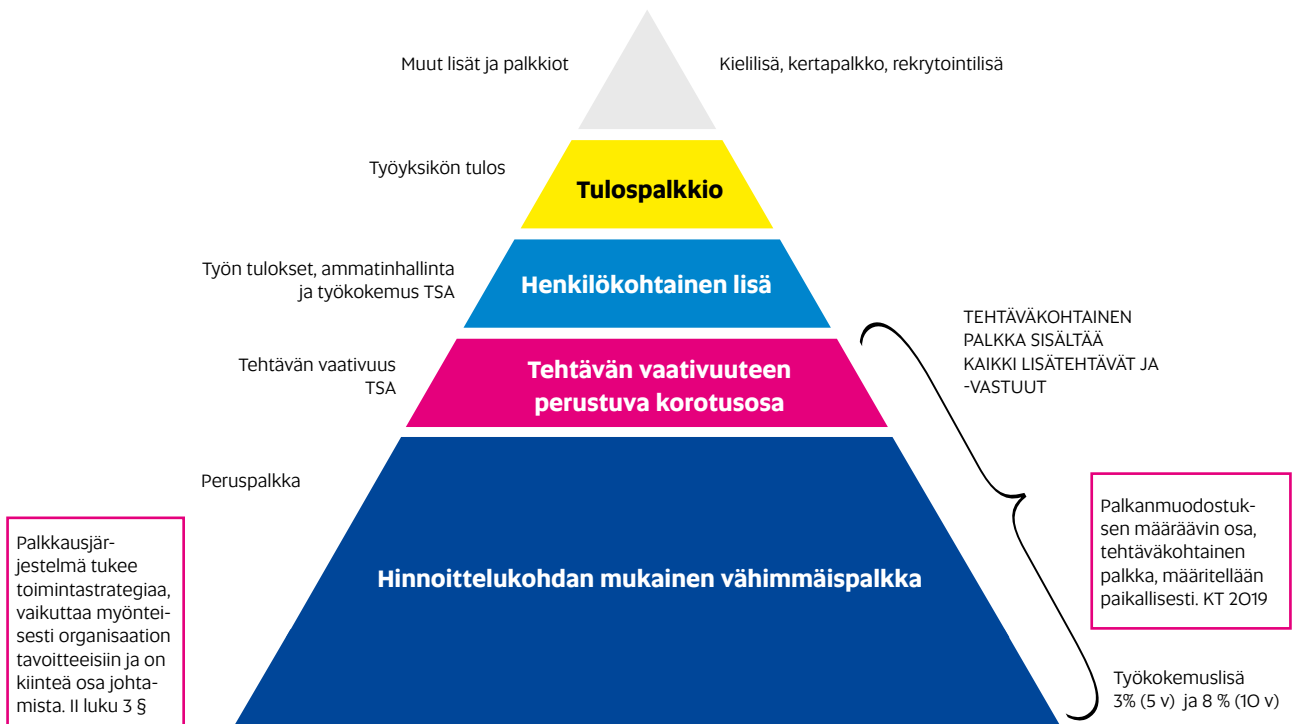 Muut lisät ja palkkiot
Kielilisä, kertapalkko, rekrytointilisä
Työyksikön tulos
Tulospalkkio
Työn tulokset, ammatinhallinta
ja työkokemus TSA
Henkilökohtainen lisä
TEHTÄVÄKOHTAINEN
PALKKA SISÄLTÄÄ
KAIKKI LISÄTEHTÄVÄT JA
-VASTUUT
Tehtävän vaativuus
TSA
Tehtävän vaativuuteen
perustuva korotusosa
Peruspalkka
Palkanmuodostuk-
sen määräävin osa,
tehtäväkohtainen
palkka, määritellään
paikallisesti. KT 2019
Palkkausjär-
jestelmä tukee
toimintastrategiaa,
vaikuttaa myöntei-
sesti organisaation
tavoitteisiin ja on
kiinteä osa johta-
mista. II luku 3 §
Hinnoittelukohdan mukainen vähimmäispalkka
Työkokemuslisä
3% (5 v) ja 8 % (10 v)